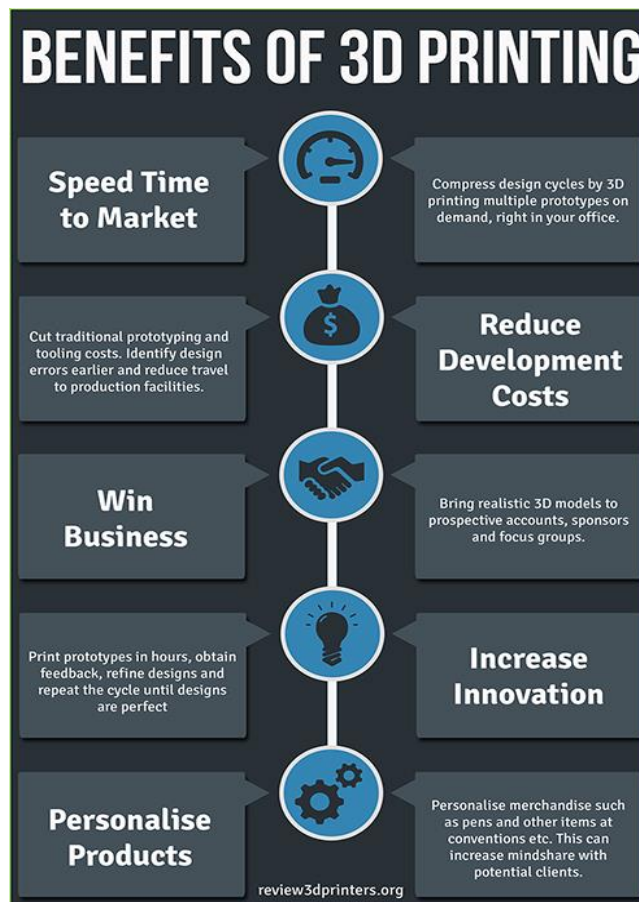 BENEFITS OF 3D PRINTING
Speed Time
to Market
Compress design cycles by 3D
printing multiple prototypes on
demand, right in your office.
Cut traditional prototyping and
tooling costs. Identify design
errors earlier and reduce travel
to production facilities.
$
Reduce
Development
Costs
Win
Business
Bring realistic 3D models to
prospective accounts, sponsors
and focus groups.
Print prototypes in hours, obtain
feedback, refine designs and
repeat the cycle until designs
are perfect
Increase
Innovation
Personalise
Products
Personalise merchandise such
as pens and other items at
conventions etc. This can
increase mindshare with
potential clients.
review3dprinters.org